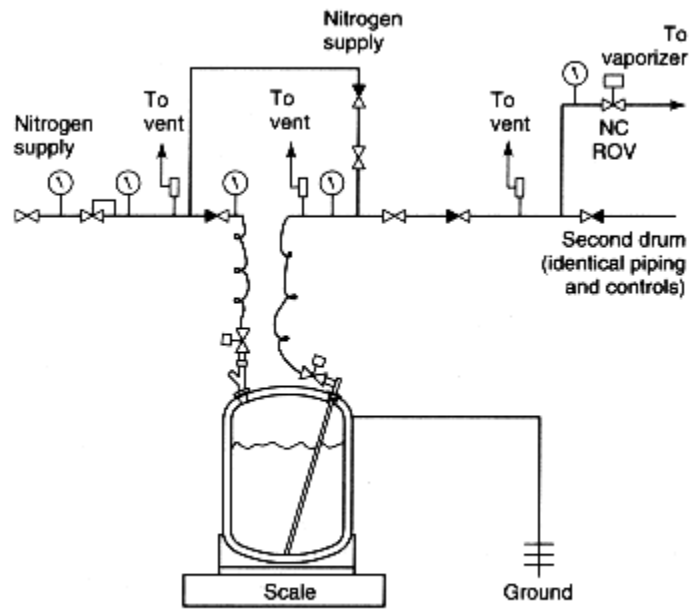 Nitrogen
supply
To
vaporizer
To
vent
To
vent
To
vent
Nitrogen
supply
NC
ROV
Second drum
(identical piping
and controls)
Scale
Ground